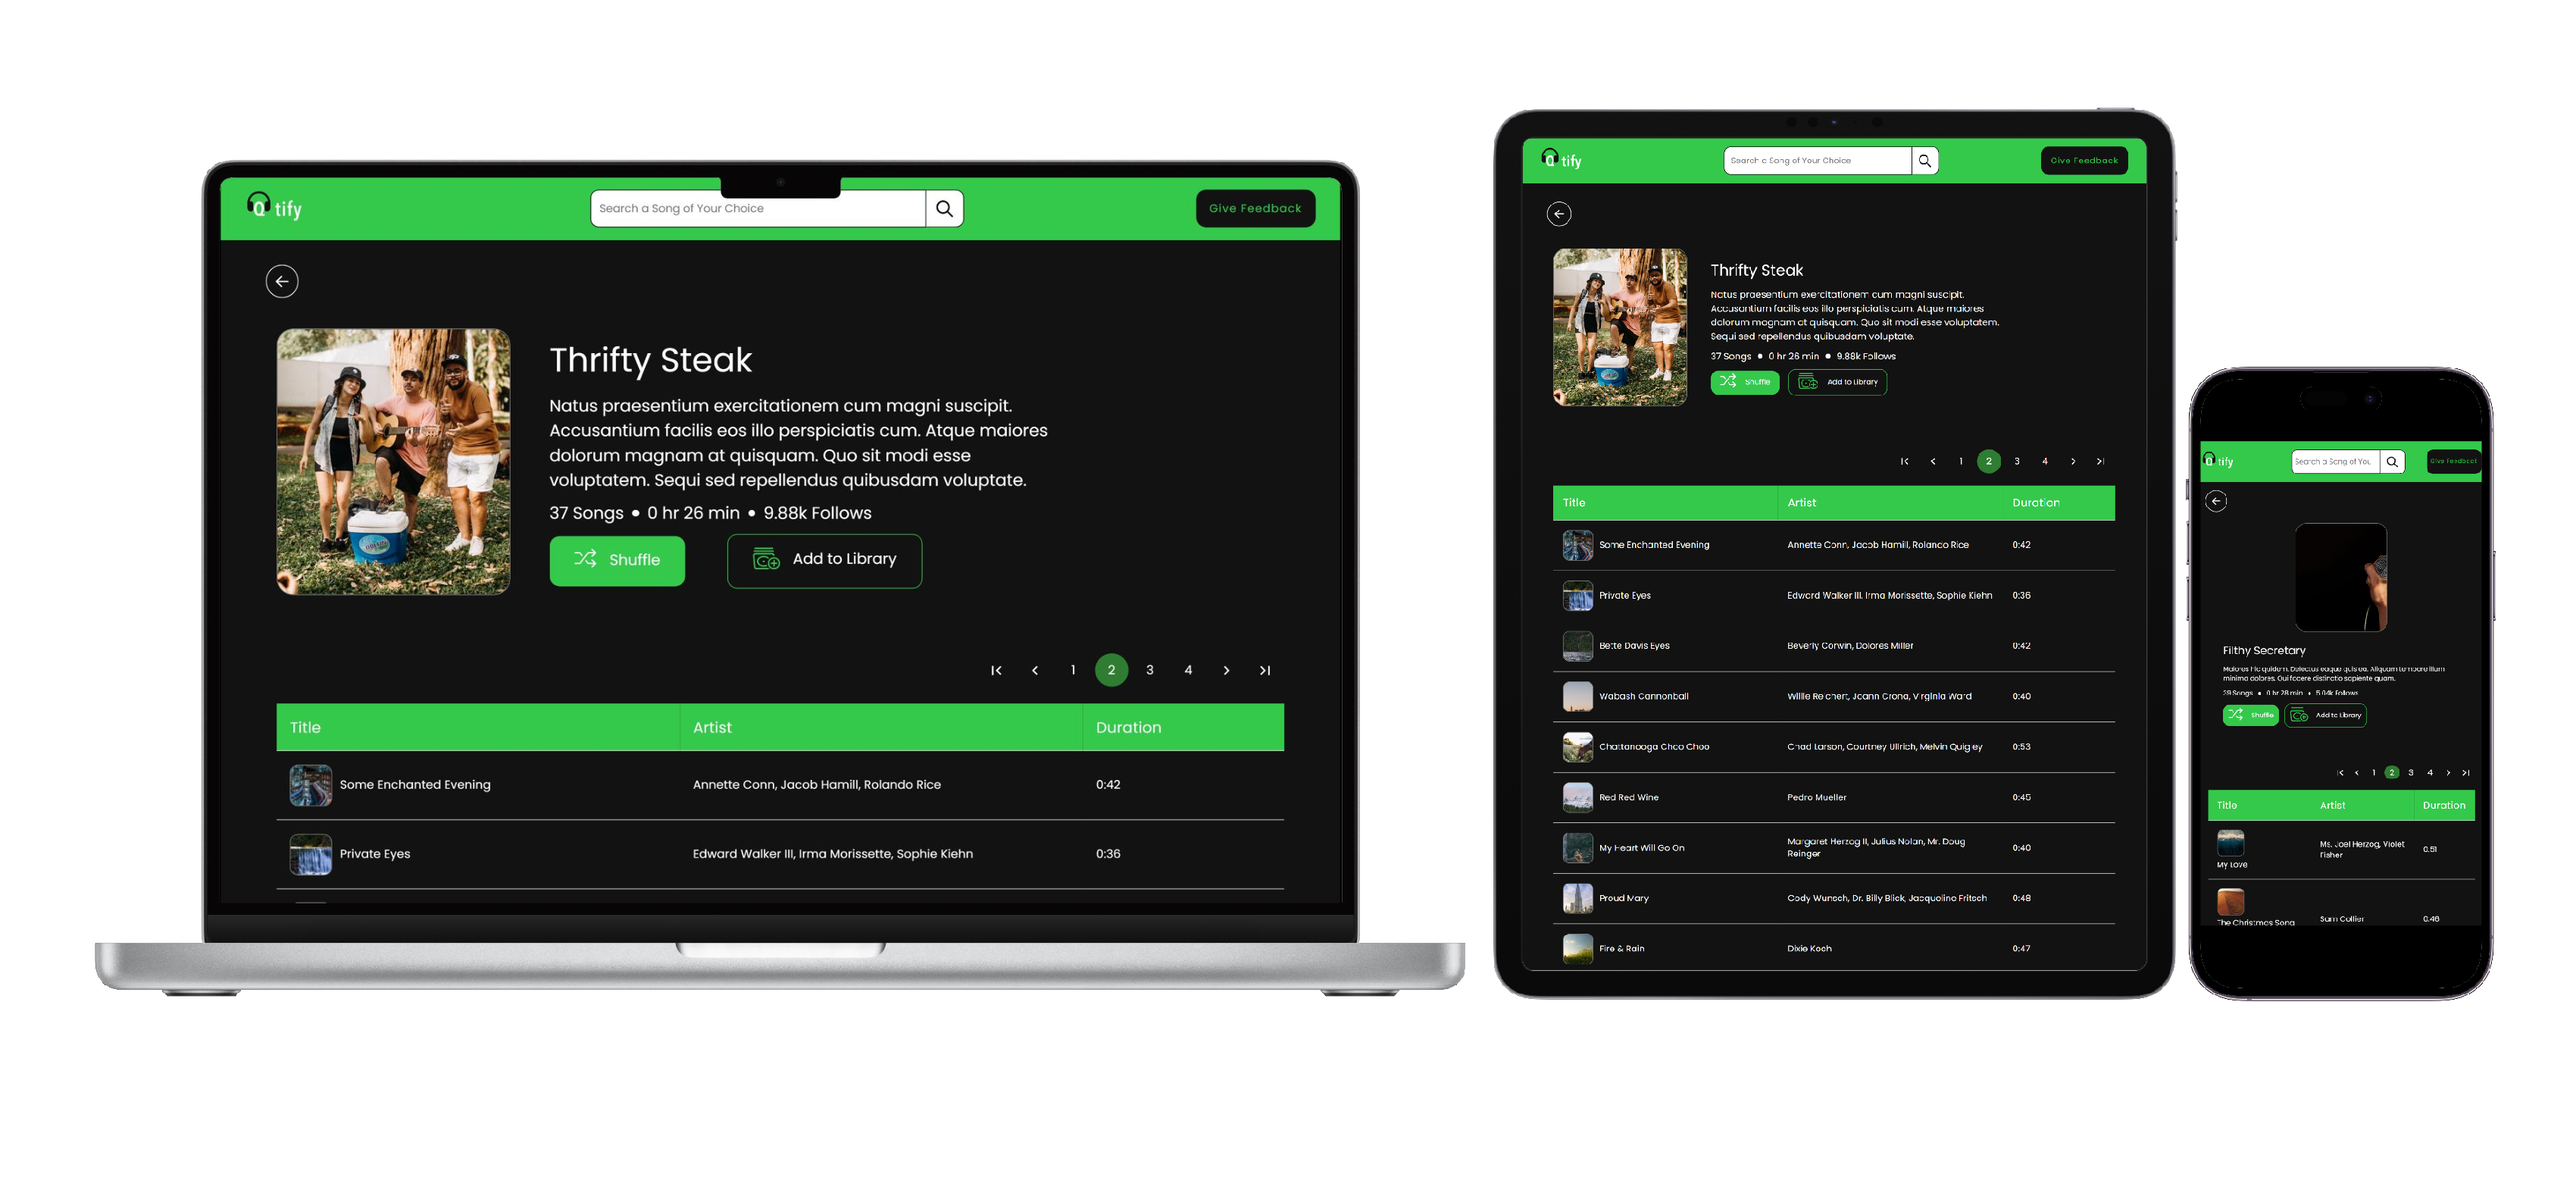 Qtify
Search a Song of Your Choice
Give Feedback
Thrifty Steak
Natus praesentium exercitationem cum magni suscipit.
Accusantium facilis eos illo perspiciatis cum. Atque maiores
dolorum magnam at quisquam. Quo sit modi esse
voluptatem. Sequi sed repellendus quibusdam voluptate.
37 Songs • 0 hr 26 min • 9.88k Follows
Shuffle
Add to Library
1 2 3 4
Title Artist Duration
Some Enchanted Evening Annette Conn, Jacob Hamill, Rolando Rice 0:42
Private Eyes Edward Walker III, Irma Morissette, Sophie Kiehn 0:36
Qtify
Search a Song of Your Choice
Give Feedback
Thrifty Steak
Natus praesentium exercitationem cum magni suscipit.
Accusantium facilis eos illo perspiciatis cum. Atque maiores
dolorum magnam at quisquam. Quo sit modi esse voluptatem.
Sequi sed repellendus quibusdam voluptate.
37 Songs • 0 hr 26 min • 9.88k Follows
Shuffle
Add to Library
1 2 3 4
Title Artist Duration
Some Enchanted Evening Annette Conn, Jacob Hamill, Rolando Rice 0:42
Private Eyes Edward Walker III, Irma Morissette, Sophie Kiehn 0:36
Bette Davis Eyes Beverly Corwin, Dolores Miller 0:42
Wabash Cannonball Willie Reichert, Joann Crona, Virginia Ward 0:40
Chattanooga Choo Choo Chad Larson, Courtney Ullrich, Melvin Quigley 0:53
Red Red Wine Pedro Mueller 0:45
My Heart Will Go On Margaret Herzog II, Julius Nolan, Mr. Doug
Reinger 0:40
Proud Mary Cody Wunsch, Dr. Billy Blick, Jacqueline Fritsch 0:48
Fire & Rain Dixie Koch 0:47
Qtify
Search a Song of You
Give Feedback
Filthy Secretary
Maiores hic quidem. Delectus eaque quis ea. Aliquam tempore illum
minima dolores. Qui facere distinctio sapiente quam.
39 Songs • 0 hr 28 min • 5.04k Follows
Shuffle
Add to Library
1 2 3 4
Title Artist Duration
My Love Ms. Joel Herzog, Violet
Fisher 0:51
The Christmas Song Sam Collier 0:46